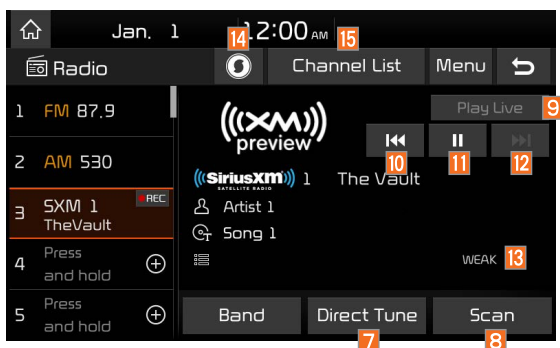 Jan. 1 12:00 AM
14 15
Radio Channel List Menu
1 FM 87.9
Play Live 9
((XM))
preview
10 11 12
2 AM 530
((SiriusXM)) 1 The Vault
SATELLITE RADIO
3 SXM 1 REC
TheVault
Artist 1
Song 1
4 Press
and hold
WEAK 13
5 Press
and hold
Band Direct Tune Scan
7 8